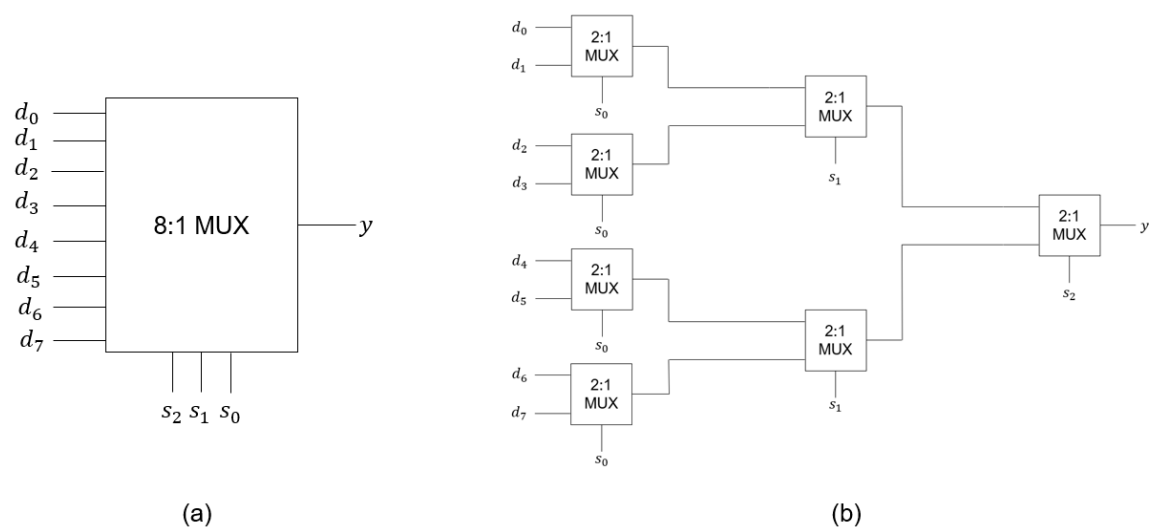 d₀
d₁
d₂
d₃
d₄
d₅
d₆
d₇
8:1 MUX
y
s₂ s₁ s₀
(a)
d₀
d₁
2:1
MUX
s₀
d₂
d₃
2:1
MUX
s₀
d₄
d₅
2:1
MUX
s₀
d₆
d₇
2:1
MUX
s₀
2:1
MUX
s₁
2:1
MUX
s₁
2:1
MUX
s₂
y
(b)